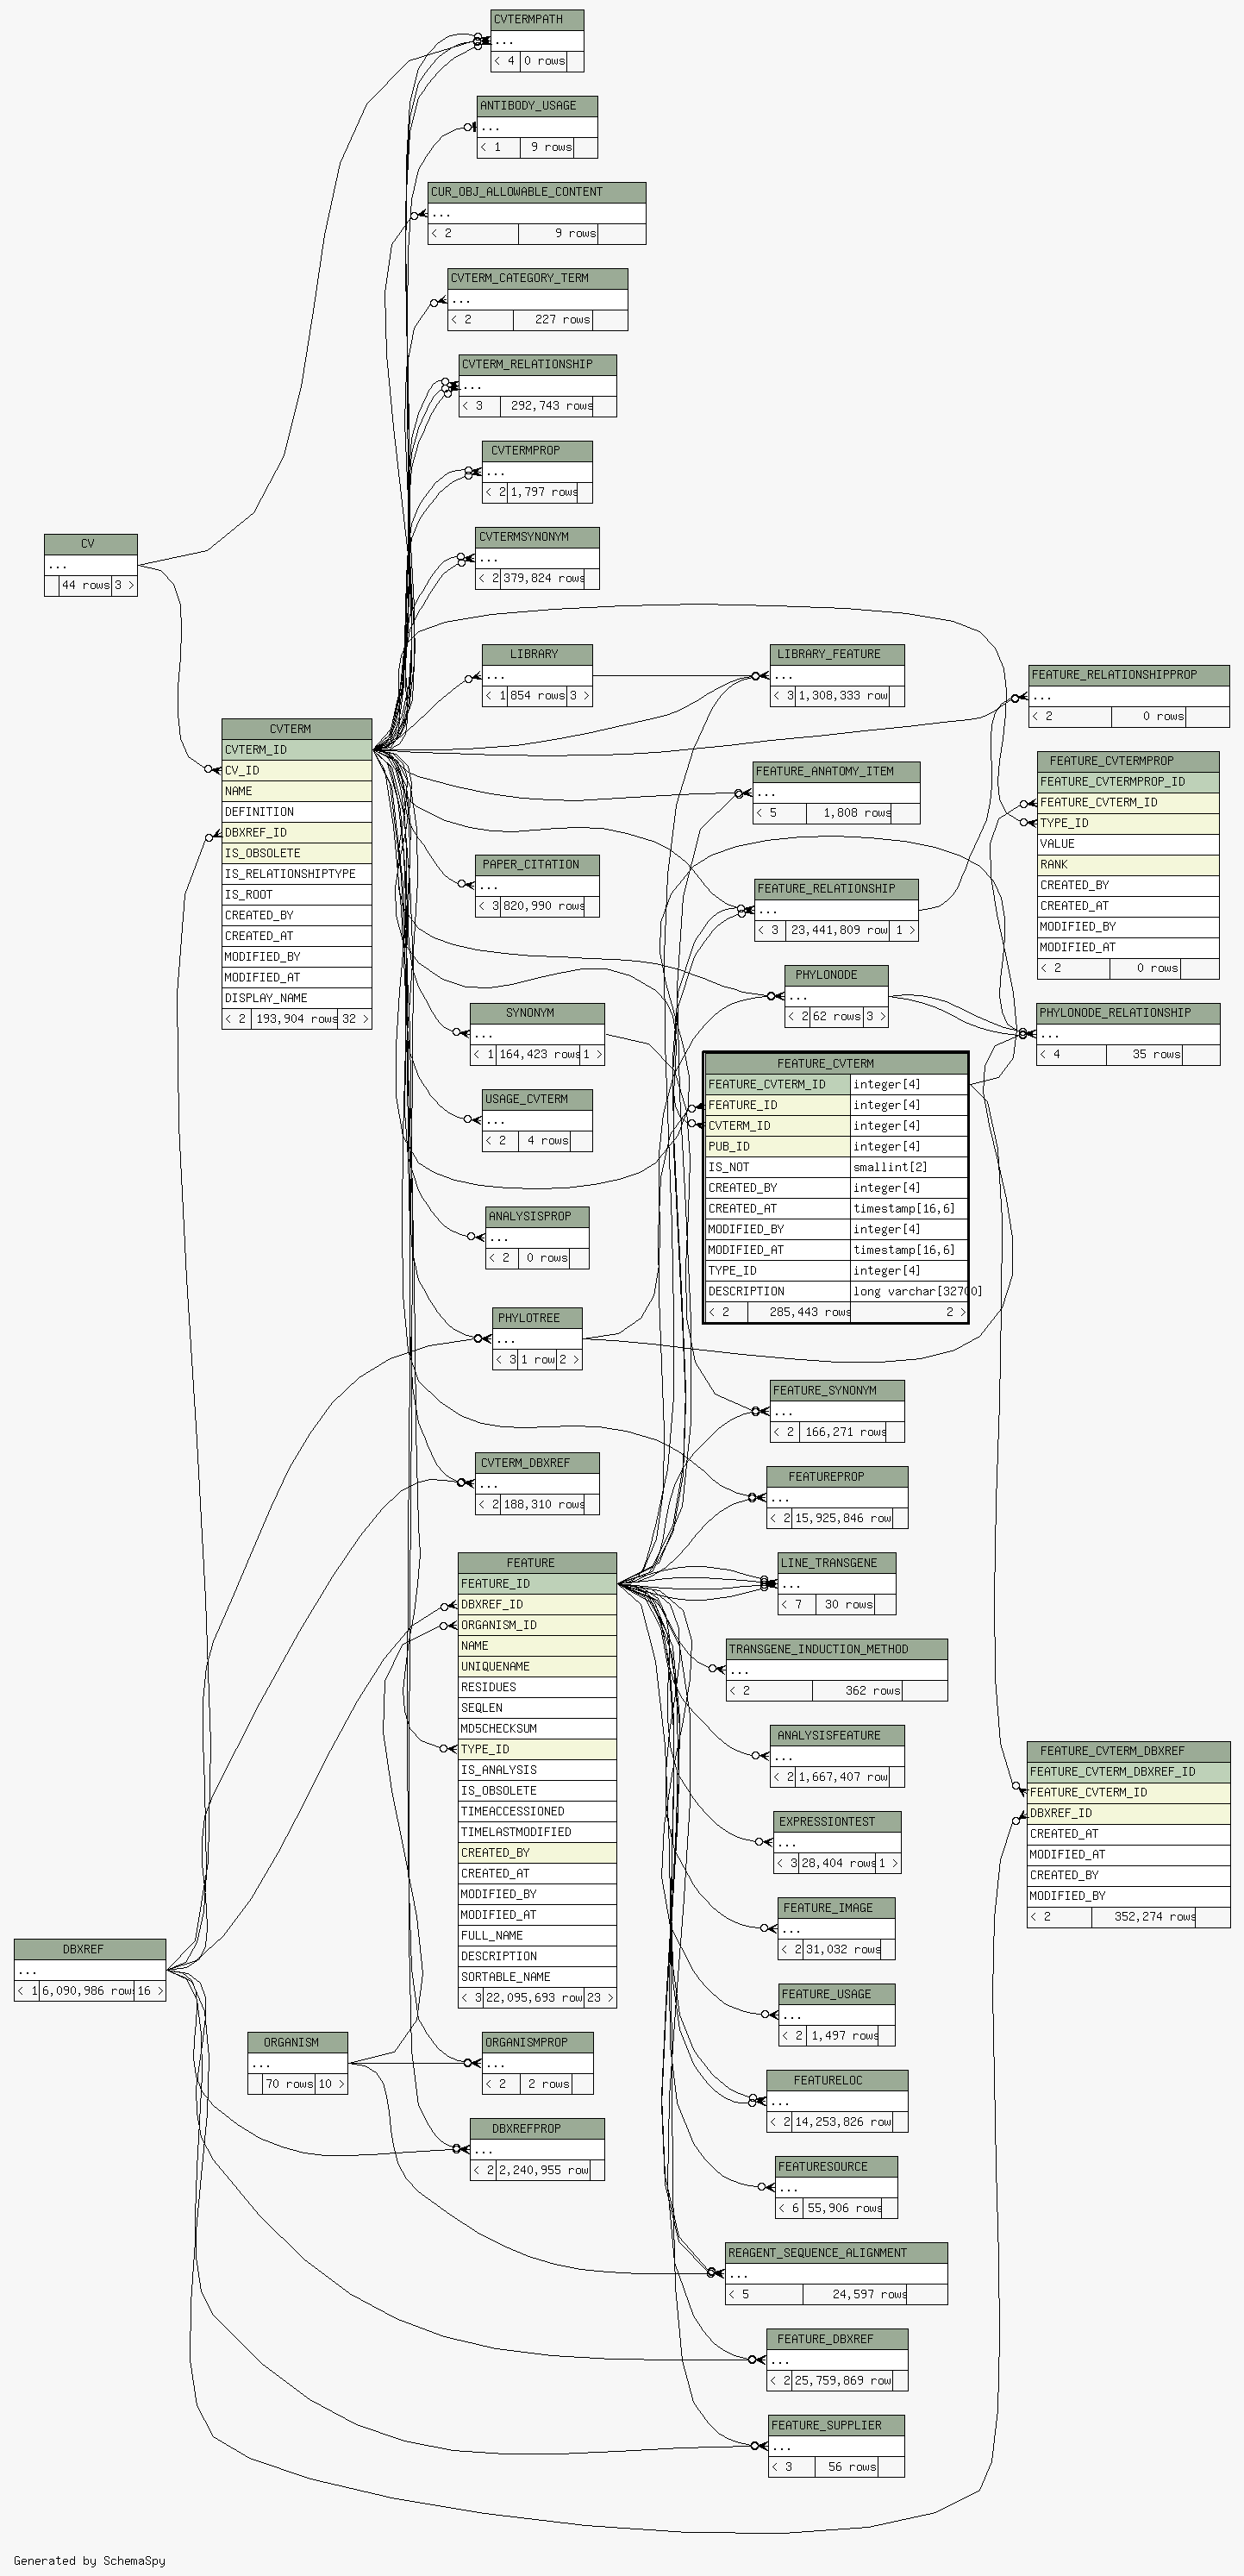 CVTERMPATH
...
< 4 0 rows
ANTIBODY_USAGE
...
< 1 9 rows
CUR_OBJ_ALLOWABLE_CONTENT
...
< 2 9 rows
CVTERM_CATEGORY_TERM
...
< 2 227 rows
CVTERM_RELATIONSHIP
...
< 3 292,743 rows
CVTERMPROP
...
< 2 1,797 rows
CVTERMSYNONYM
...
< 2 379,824 rows
CV
...
44 rows 3 >
LIBRARY
...
< 1 854 rows 3 >
LIBRARY_FEATURE
...
< 3 1,308,333 row
FEATURE_RELATIONSHIPPROP
...
< 2 0 rows
CVTERM
CVTERM_ID
CV_ID
NAME
DEFINITION
DBXREF_ID
IS_OBSOLETE
IS_RELATIONSHIPTYPE
IS_ROOT
CREATED_BY
CREATED_AT
MODIFIED_BY
MODIFIED_AT
DISPLAY_NAME
< 2 193,904 rows 32 >
FEATURE_ANATOMY_ITEM
...
< 5 1,808 rows
FEATURE_CVTERMPROP
FEATURE_CVTERMPROP_ID
FEATURE_CVTERM_ID
TYPE_ID
VALUE
RANK
CREATED_BY
CREATED_AT
MODIFIED_BY
MODIFIED_AT
< 2 0 rows
PAPER_CITATION
...
< 3 820,990 rows
FEATURE_RELATIONSHIP
...
< 3 23,441,809 row 1 >
PHYLONODE
...
< 2 62 rows 3 >
SYNONYM
...
< 1 164,423 rows 1 >
PHYLONODE_RELATIONSHIP
...
< 4 35 rows
FEATURE_CVTERM
FEATURE_CVTERM_ID integer[4]
FEATURE_ID integer[4]
CVTERM_ID integer[4]
PUB_ID integer[4]
IS_NOT smallint[2]
CREATED_BY integer[4]
CREATED_AT timestamp[16,6]
MODIFIED_BY integer[4]
MODIFIED_AT timestamp[16,6]
TYPE_ID integer[4]
DESCRIPTION long varchar[32700]
< 2 285,443 rows 2 >
USAGE_CVTERM
...
< 2 4 rows
ANALYSISPROP
...
< 2 0 rows
PHYLOTREE
...
< 3 1 row 2 >
FEATURE_SYNONYM
...
< 2 166,271 rows
CVTERM_DBXREF
...
< 2 188,310 rows
FEATUREPROP
...
< 2 15,925,846 row
FEATURE
FEATURE_ID
DBXREF_ID
ORGANISM_ID
NAME
UNIQUENAME
RESIDUES
SEQLEN
MD5CHECKSUM
TYPE_ID
IS_ANALYSIS
IS_OBSOLETE
TIMEACCESSIONED
TIMELASTMODIFIED
CREATED_BY
CREATED_AT
MODIFIED_BY
MODIFIED_AT
FULL_NAME
DESCRIPTION
SORTABLE_NAME
< 3 22,095,693 row 23 >
LINE_TRANSGENE
...
< 7 30 rows
TRANSGENE_INDUCTION_METHOD
...
< 2 362 rows
ANALYSISFEATURE
...
< 2 1,667,407 row
EXPRESSIONTEST
...
< 3 28,404 rows 1 >
FEATURE_CVTERM_DBXREF
FEATURE_CVTERM_DBXREF_ID
FEATURE_CVTERM_ID
DBXREF_ID
CREATED_AT
MODIFIED_AT
CREATED_BY
MODIFIED_BY
< 2 352,274 rows
FEATURE_IMAGE
...
< 2 31,032 rows
DBXREF
...
< 1 6,090,986 row 16 >
FEATURE_USAGE
...
< 2 1,497 rows
ORGANISM
...
70 rows 10 >
ORGANISMPROP
...
< 2 2 rows
FEATURELOC
...
< 2 14,253,826 row
DBXREFPROP
...
< 2 2,240,955 row
FEATURESOURCE
...
< 6 55,906 rows
REAGENT_SEQUENCE_ALIGNMENT
...
< 5 24,597 rows
FEATURE_DBXREF
...
< 2 25,759,869 row
FEATURE_SUPPLIER
...
< 3 56 rows
Generated by SchemaSpy